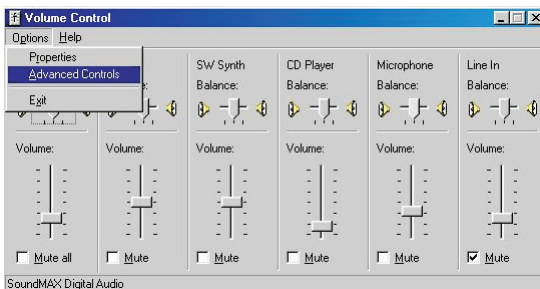 Volume Control
Options Help
Properties
Advanced Controls
Exit
SW Synth CD Player Microphone Line In
Balance: Balance: Balance: Balance:
Volume: Volume: Volume: Volume: Volume: Volume:
Mute all Mute Mute Mute Mute Mute
SoundMAX Digital Audio